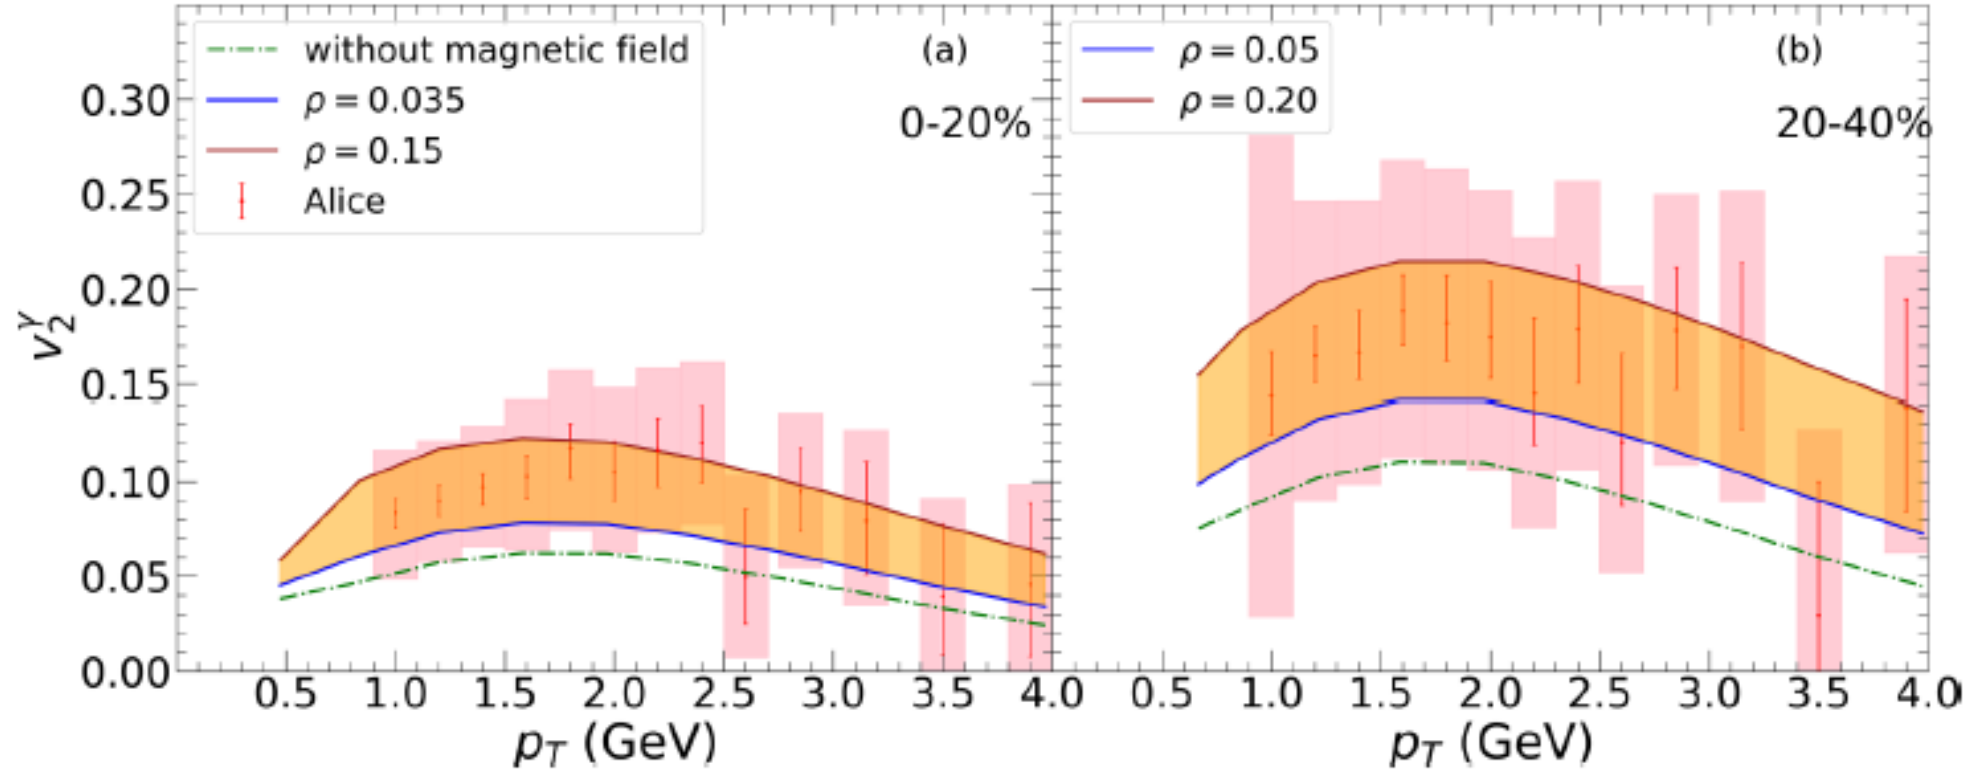 without magnetic field
ρ = 0.035
ρ = 0.15
Alice
(a)
0-20%
ρ = 0.05
ρ = 0.20
(b)
20-40%
0.30
0.25
0.20
0.15
0.10
0.05
0.00
v₂^γ
0.5 1.0 1.5 2.0 2.5 3.0 3.5 4.0
0.5 1.0 1.5 2.0 2.5 3.0 3.5 4.0
p_T (GeV)
p_T (GeV)